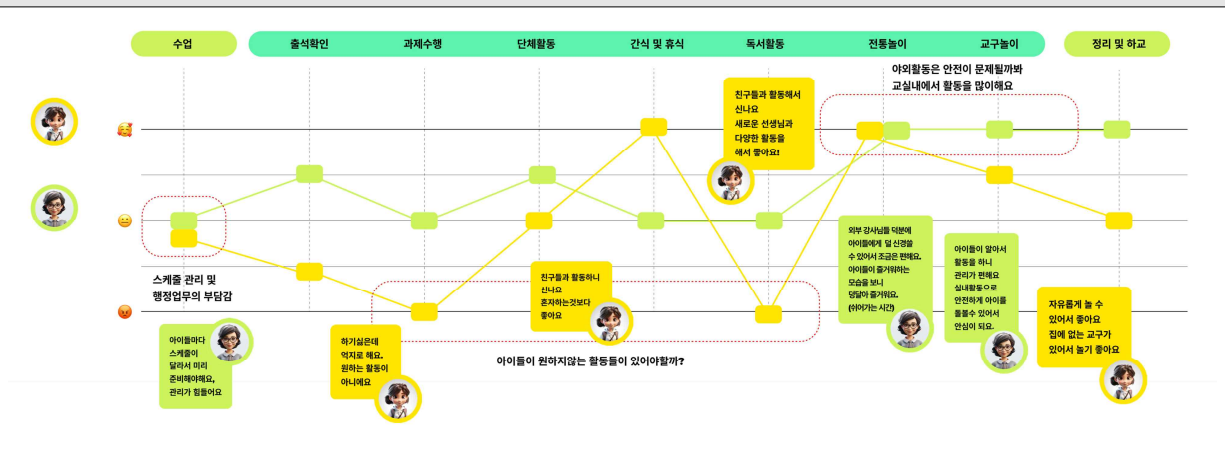 수업
출석확인
과제수행
단체활동
간식 및 휴식
독서활동
전통놀이
교구놀이
정리 및 하교
야외활동은 안전이 문제될까봐
교실내에서 활동을 많이해요
친구들과 활동해서
신나요
새로운 선생님과
다양한 활동을
해서 좋아요!
스케줄 관리 및
행정업무의 부담감
아이들마다
스케줄이
달라서 미리
준비해야해요,
관리가 힘들어요
하기싫은데
억지로 해요.
원하는 활동이
아니에요
친구들과 활동하니
신나요
혼자하는것보다
좋아요
아이들이 원하지않는 활동들이 있어야할까?
외부 강사님들 덕분에
아이들에게 덜 신경쓸
수 있어서 조금은 편해요.
아이들이 즐거워하는
모습을 보니
덩달아 즐거워요.
(쉬어가는 시간)
아이들이 알아서
활동을 하니
관리가 편해요
실내활동으로
안전하게 아이를
돌볼수 있어서
안심이 되요.
자유롭게 놀 수
있어서 좋아요
집에 없는 교구가
있어서 놀기 좋아요